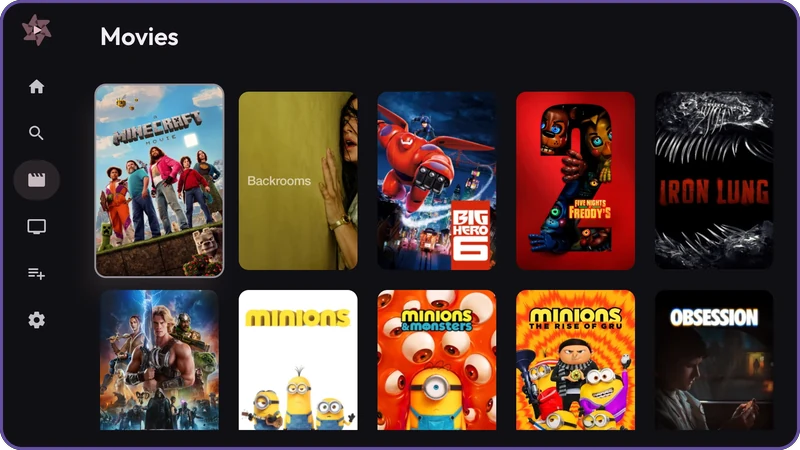 Movies
MINECRAFT
MOVIE
Backrooms
BIG
HERO
6
2
FIVE NIGHTS
AT
FREDDY'S
IRON LUNG
minions
minions
&monsters
minions
THE RISE OF GRU
OBSESSION